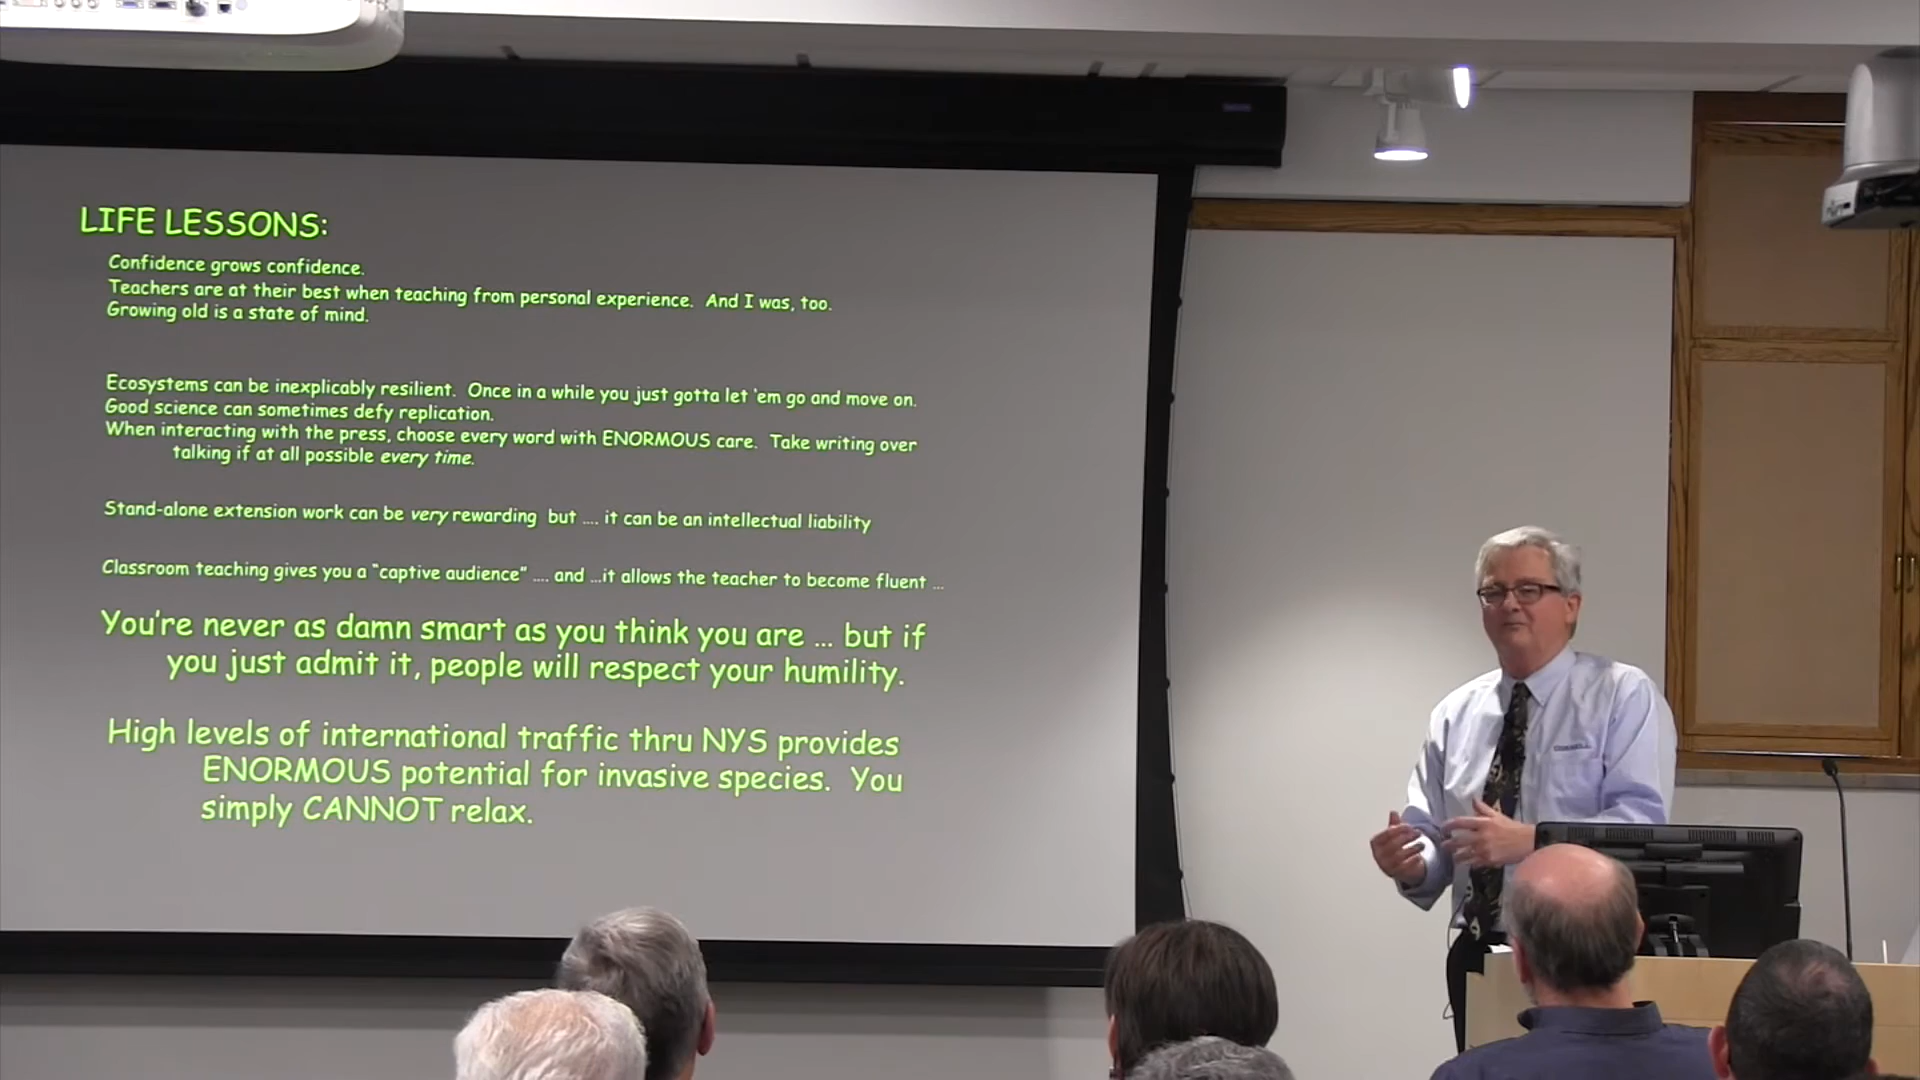 LIFE LESSONS:
Confidence grows confidence.
Teachers are at their best when teaching from personal experience.  And I was, too.
Growing old is a state of mind.
Ecosystems can be inexplicably resilient.  Once in a while you just gotta let 'em go and move on.
Good science can sometimes defy replication.
When interacting with the press, choose every word with ENORMOUS care.  Take writing over
talking if at all possible every time.
Stand-alone extension work can be very rewarding  but .... it can be an intellectual liability
Classroom teaching gives you a "captive audience" .... and ...it allows the teacher to become fluent ...
You're never as damn smart as you think you are ... but if
you just admit it, people will respect your humility.
High levels of international traffic thru NYS provides
ENORMOUS potential for invasive species.  You
simply CANNOT relax.
CORNELL